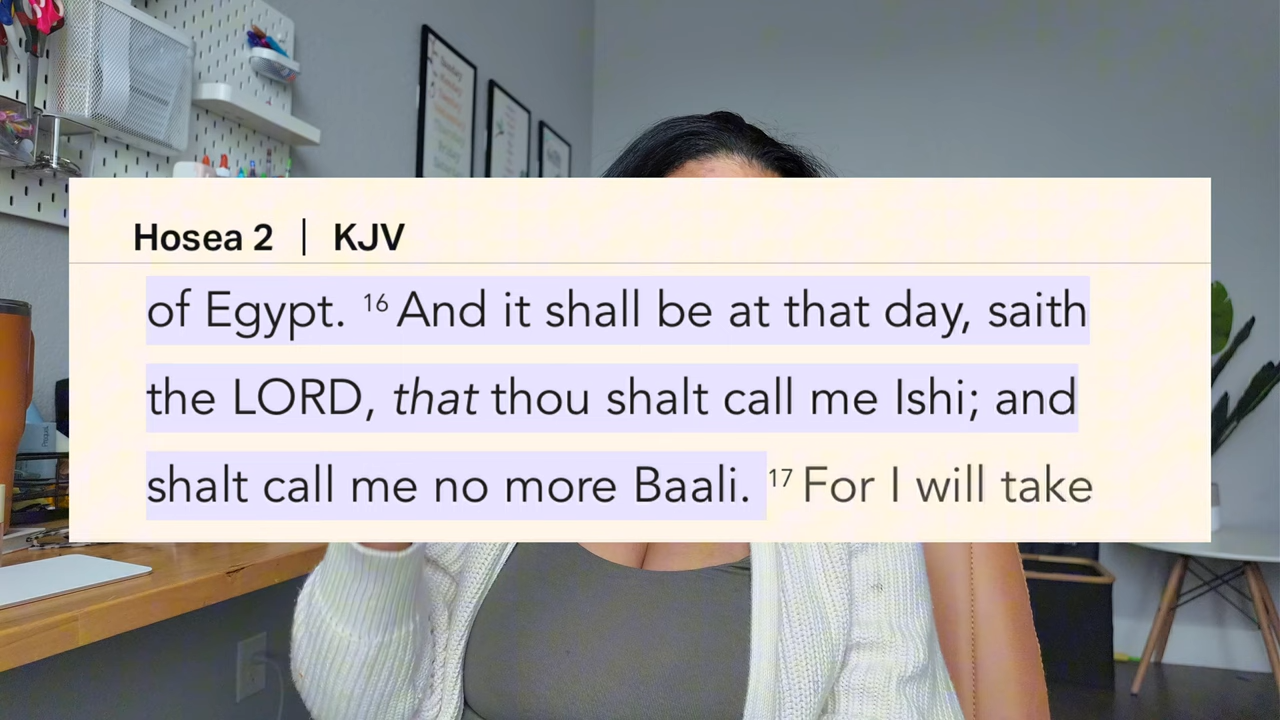 Hosea 2 | KJV
of Egypt. 16 And it shall be at that day, saith
the LORD, that thou shalt call me Ishi; and
shalt call me no more Baali. 17 For I will take